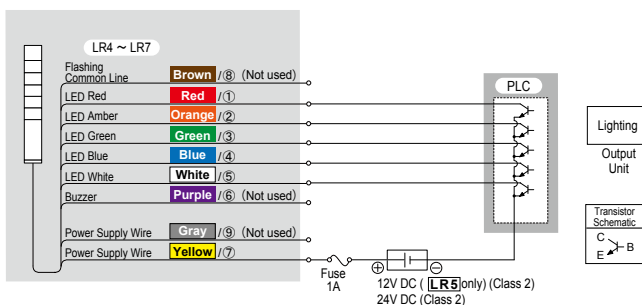 LR4 ～ LR7
Flashing
Common Line
Brown /⑧ (Not used)
LED Red
Red /①
LED Amber
Orange /②
LED Green
Green /③
LED Blue
Blue /④
LED White
White /⑤
Buzzer
Purple /⑥ (Not used)
Power Supply Wire
Gray /⑨ (Not used)
Power Supply Wire
Yellow /⑦
Fuse
1A
⊕
⊖
12V DC ( LR5 only) (Class 2)
24V DC (Class 2)
PLC
Lighting
Output
Unit
Transistor
Schematic
C
B
E